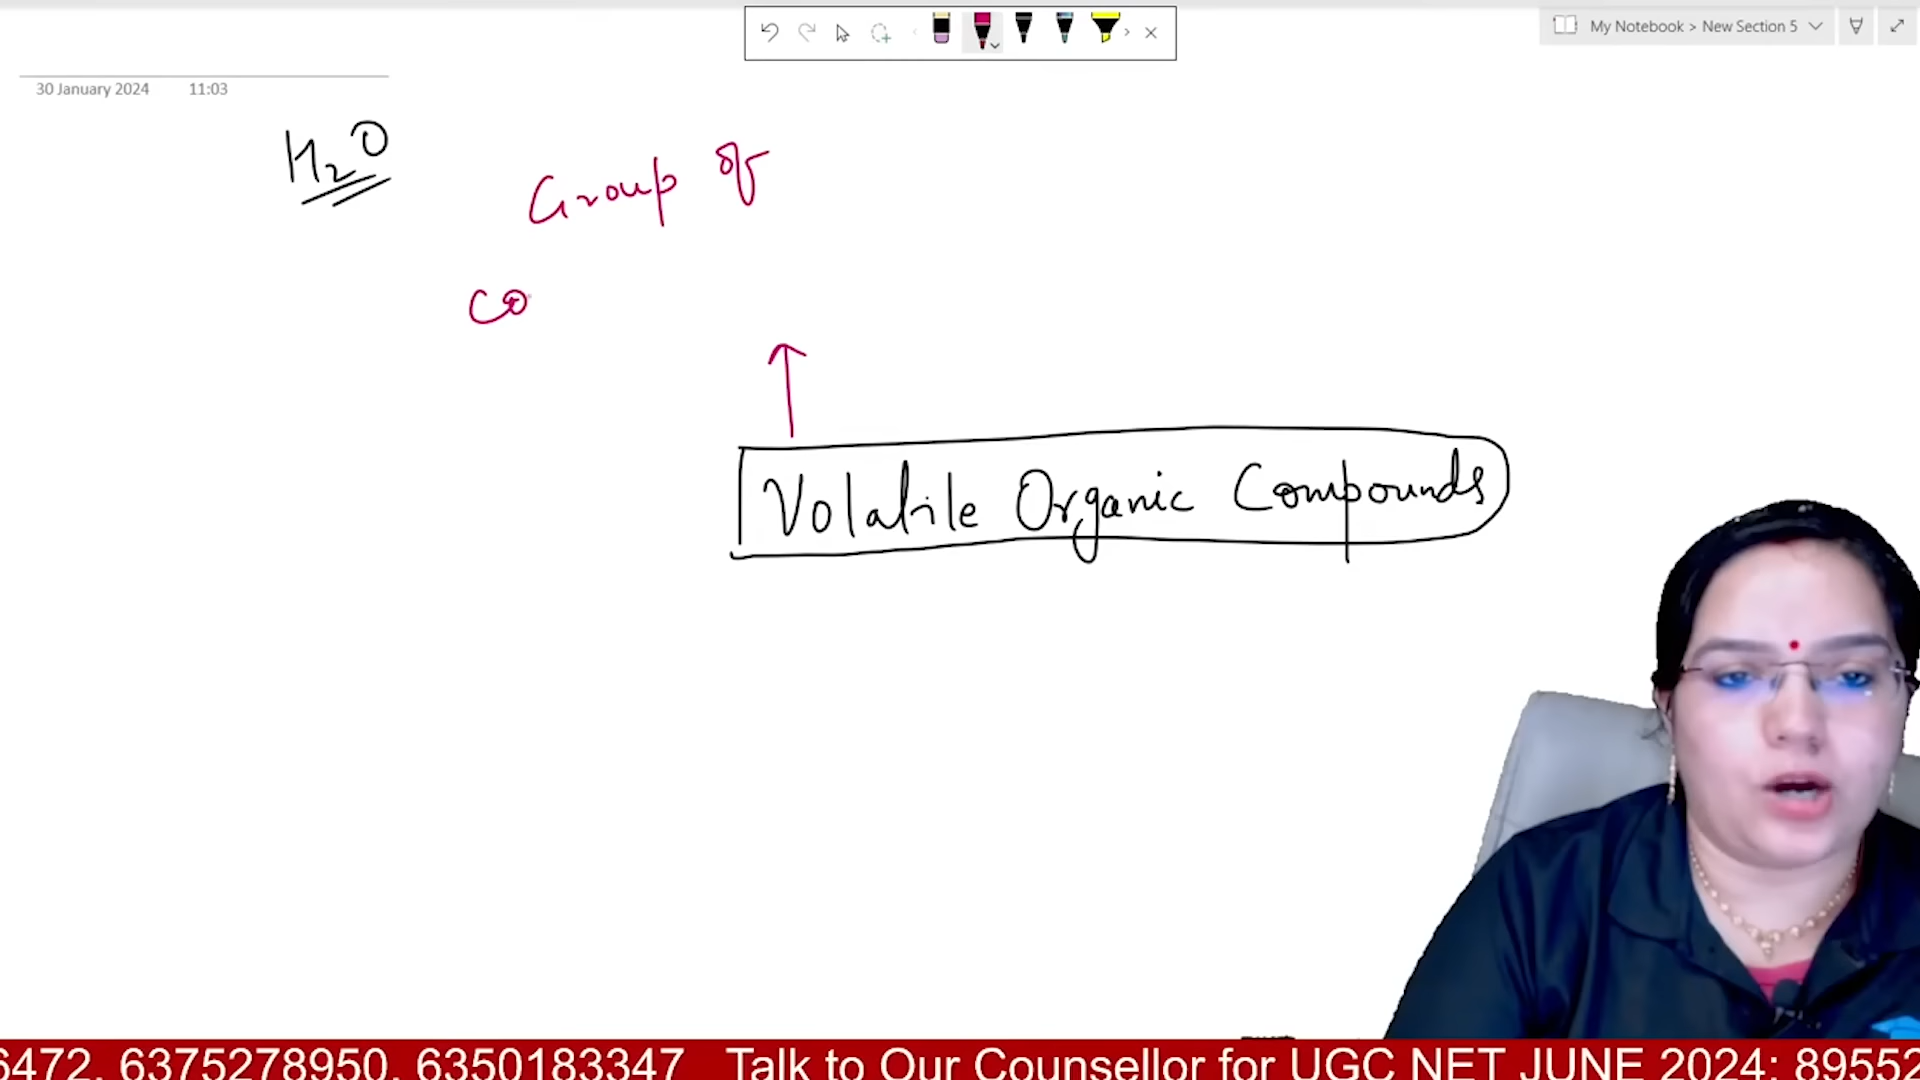 My Notebook > New Section 5
30 January 2024 11:03
H2O
Group of
Co
Volatile Organic Compounds
6472, 6375278950, 6350183347 Talk to Our Counsellor for UGC NET JUNE 2024: 89552